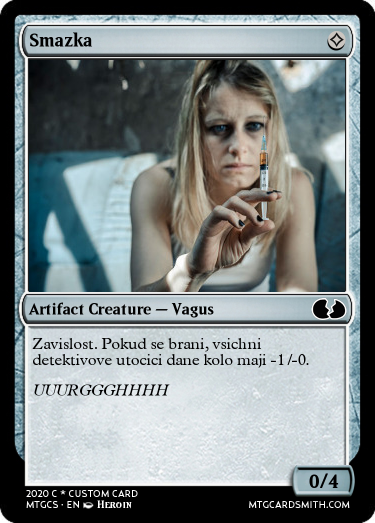 Smazka
Artifact Creature — Vagus
Zavislost. Pokud se brani, vsichni
detektivove utocici dane kolo maji -1/-0.
UUURGGGHHHH
0/4
2020 C * CUSTOM CARD
MTGCS · EN HEROIN
MTGCARDSMITH.COM